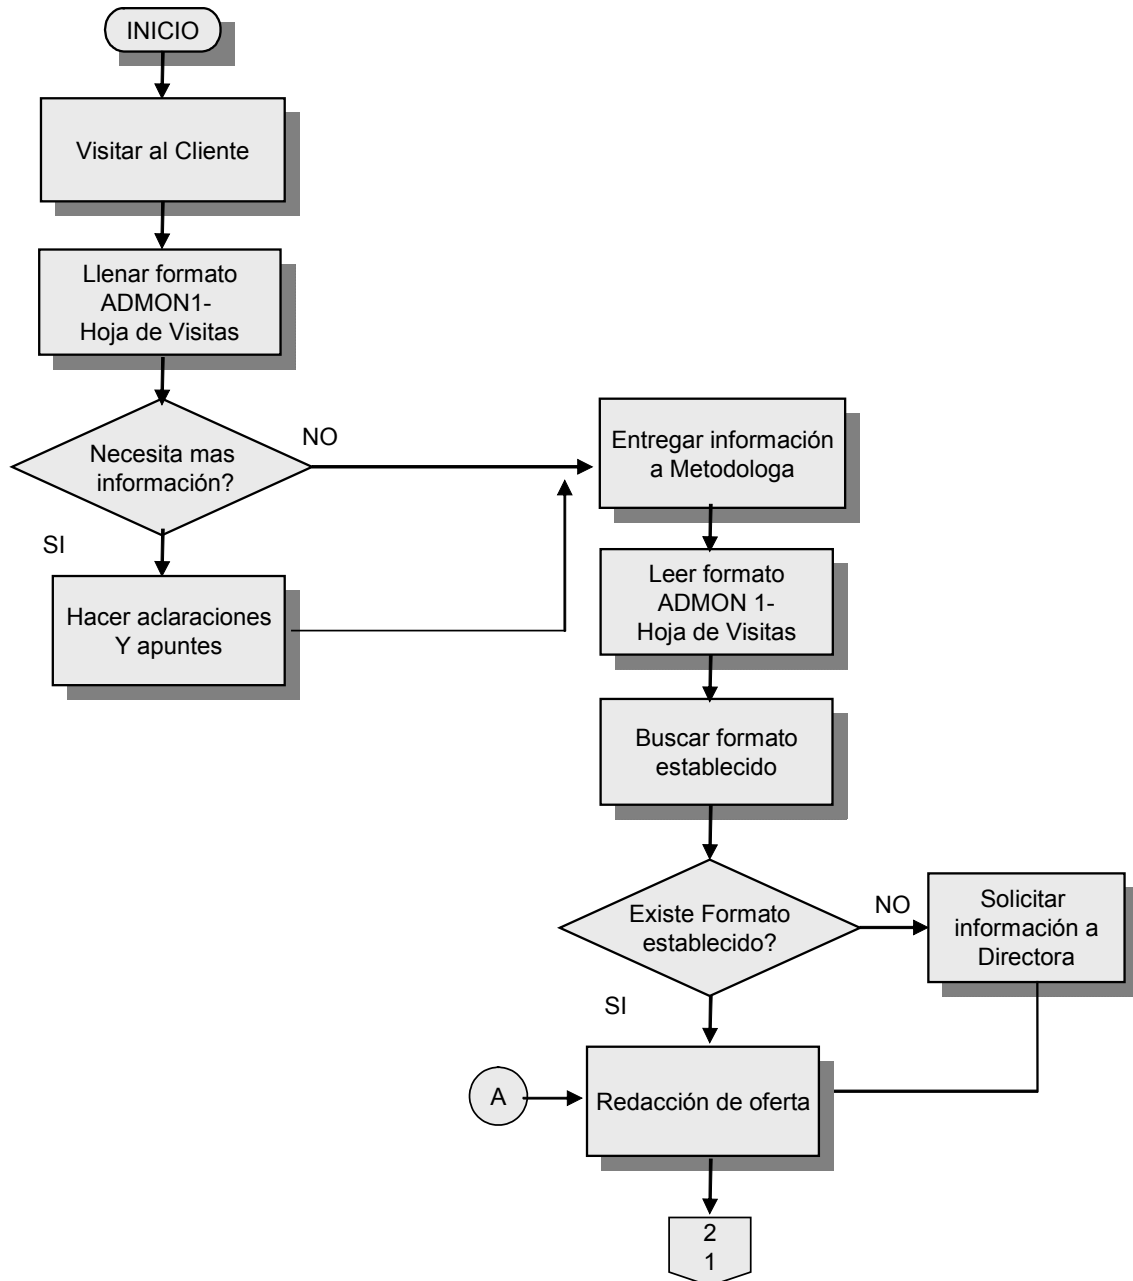 INICIO
Visitar al Cliente
Llenar formato
ADMON1-
Hoja de Visitas
Necesita mas
información?
NO
SI
Hacer aclaraciones
Y apuntes
Entregar información
a Metodologa
Leer formato
ADMON 1-
Hoja de Visitas
Buscar formato
establecido
Existe Formato
establecido?
NO
Solicitar
información a
Directora
SI
A
Redacción de oferta
2
1